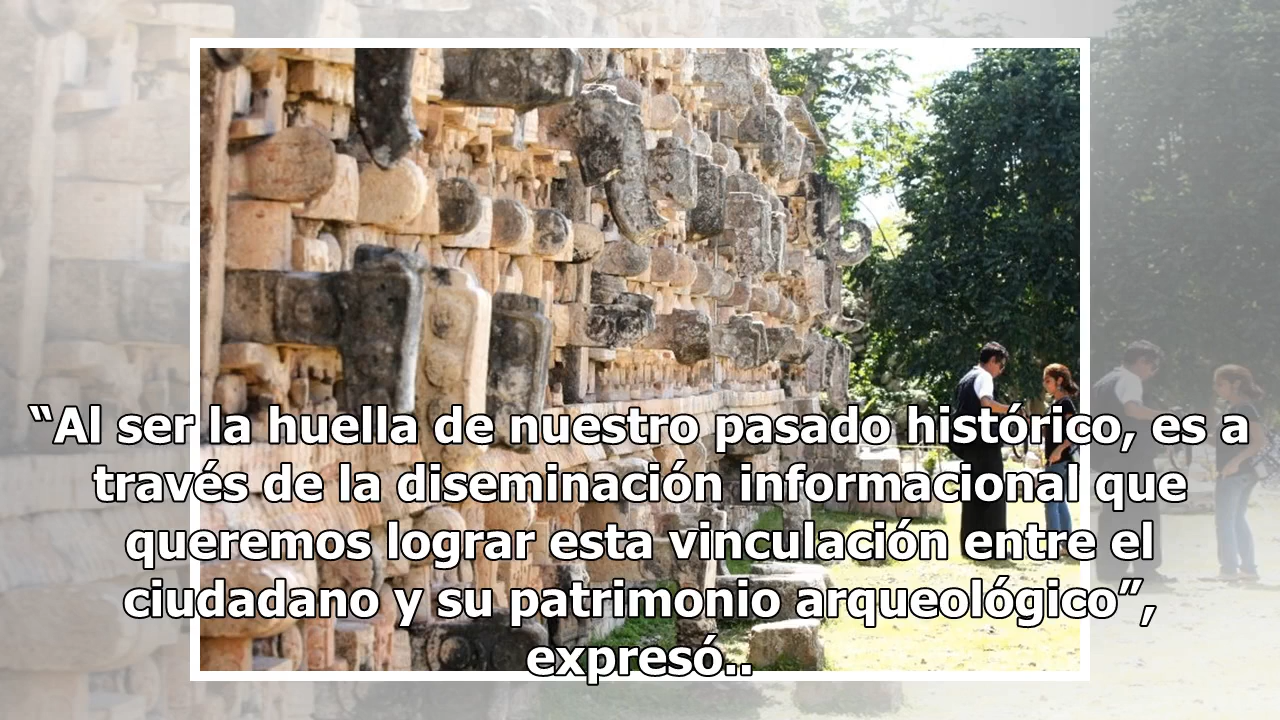 “Al ser la huella de nuestro pasado histórico, es a
través de la diseminación informacional que
queremos lograr esta vinculación entre el
ciudadano y su patrimonio arqueológico”,
expresó..